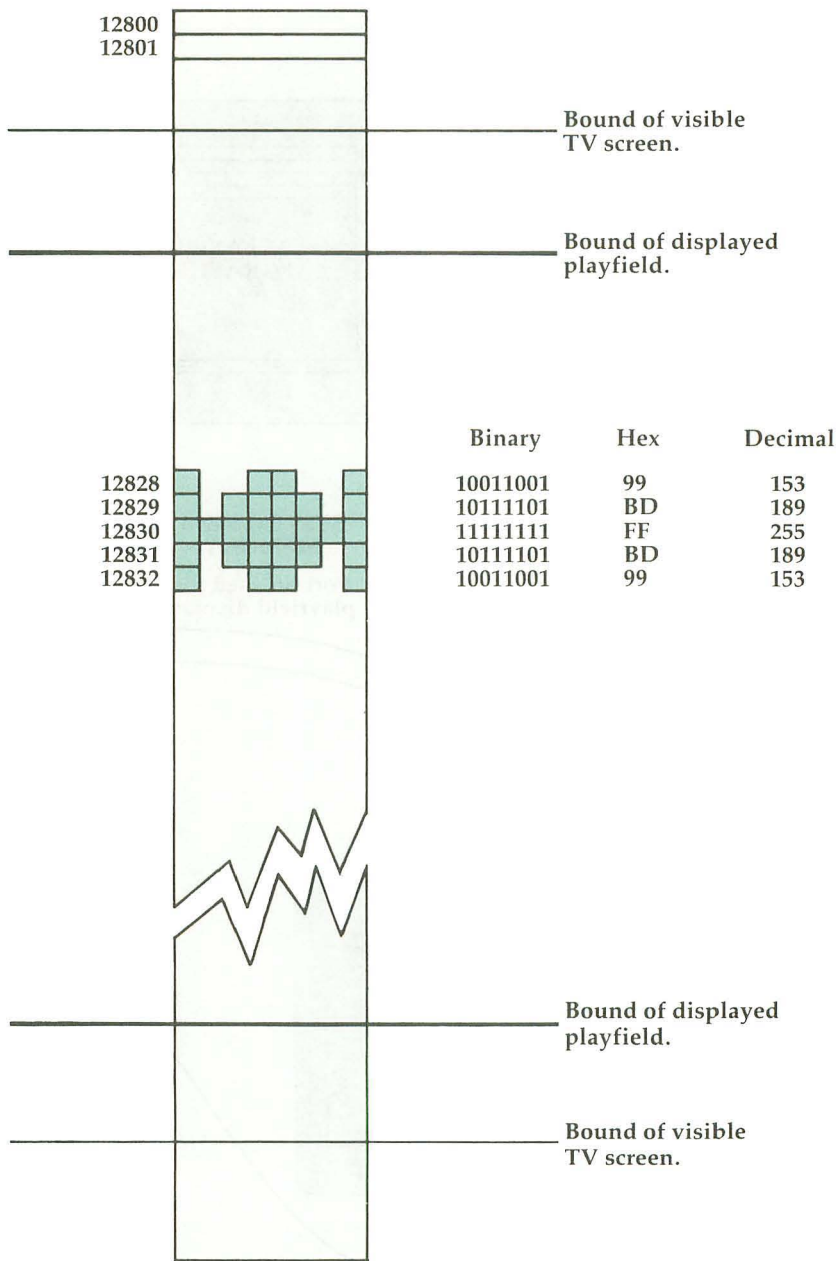 12800
12801
Bound of visible
TV screen.
Bound of displayed
playfield.
Binary Hex Decimal
12828 10011001 99 153
12829 10111101 BD 189
12830 11111111 FF 255
12831 10111101 BD 189
12832 10011001 99 153
Bound of displayed
playfield.
Bound of visible
TV screen.